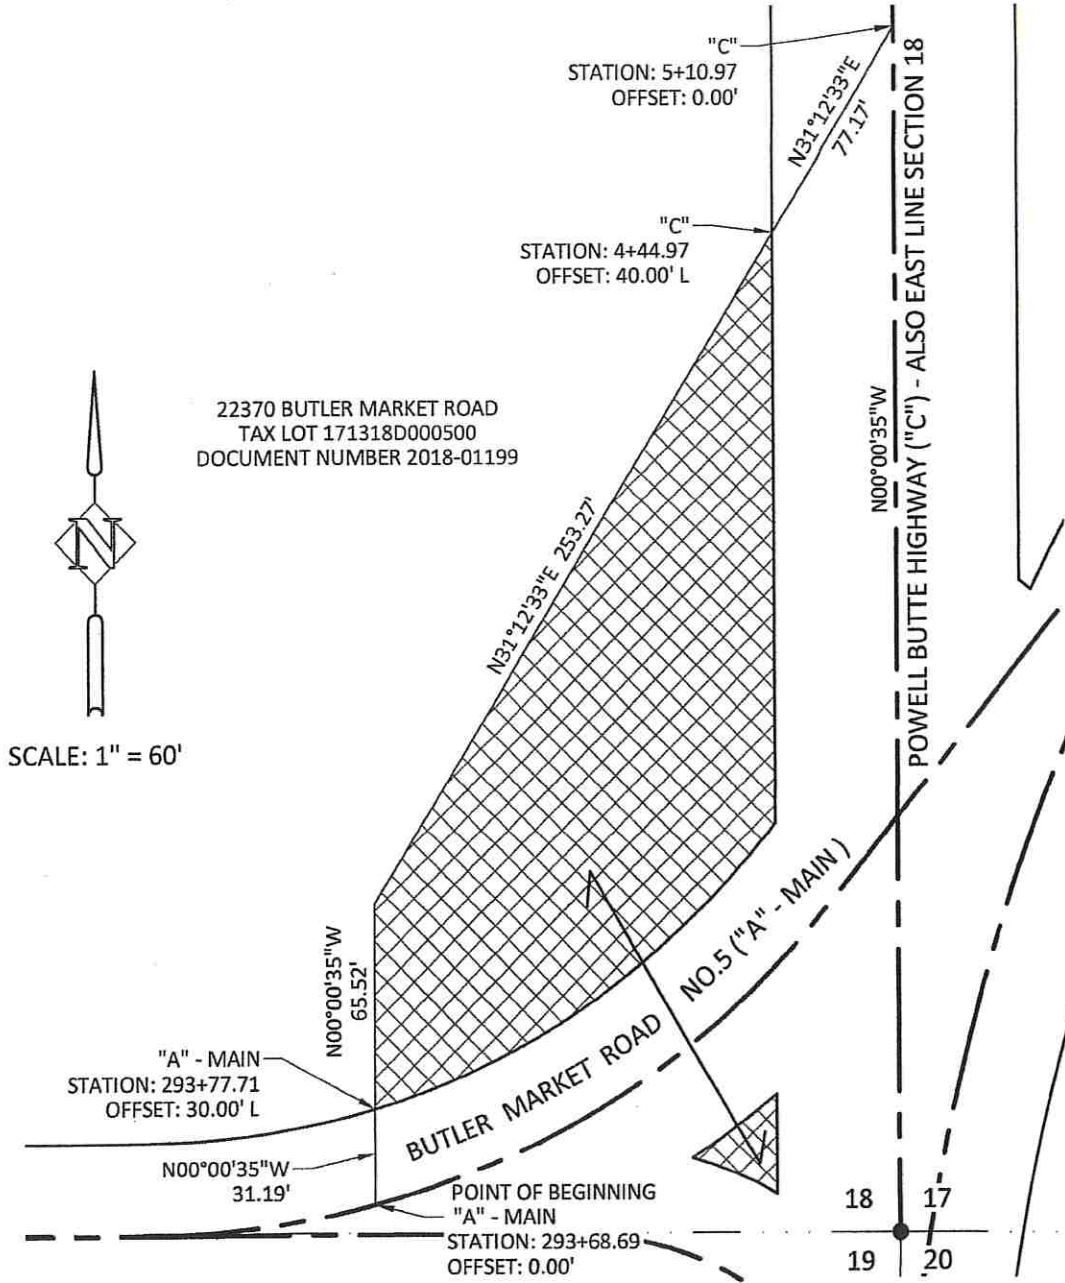 "C"
STATION: 5+10.97
OFFSET: 0.00'
N31°12'33"E
77.17'
"C"
STATION: 4+44.97
OFFSET: 40.00' L
POWELL BUTTE HIGHWAY ("C") - ALSO EAST LINE SECTION 18
N00°00'35"W
22370 BUTLER MARKET ROAD
TAX LOT 171318D000500
DOCUMENT NUMBER 2018-01199
N
N31°12'33"E 253.27'
SCALE: 1" = 60'
N00°00'35"W
65.52'
"A" - MAIN
STATION: 293+77.71
OFFSET: 30.00' L
BUTLER MARKET ROAD NO.5 ("A" - MAIN )
N00°00'35"W
31.19'
POINT OF BEGINNING
"A" - MAIN
STATION: 293+68.69
OFFSET: 0.00'
18 17
19 20